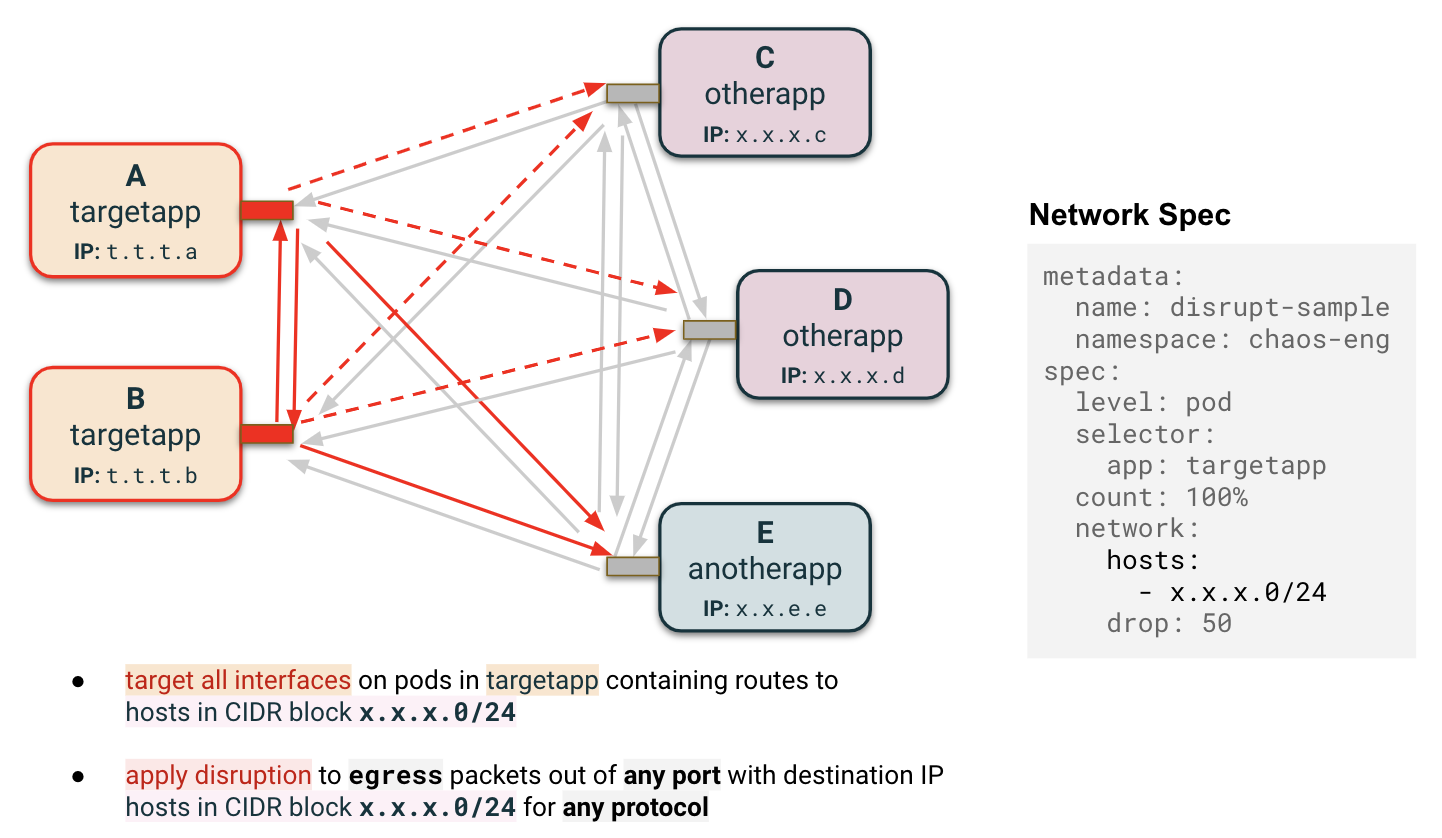 C
otherapp
IP: x.x.x.c
A
targetapp
IP: t.t.t.a
D
otherapp
IP: x.x.x.d
B
targetapp
IP: t.t.t.b
E
anotherapp
IP: x.x.e.e
Network Spec
metadata:
  name: disrupt-sample
  namespace: chaos-eng
spec:
  level: pod
  selector:
    app: targetapp
  count: 100%
  network:
    hosts:
      - x.x.x.0/24
    drop: 50
● target all interfaces on pods in targetapp containing routes to
hosts in CIDR block x.x.x.0/24
● apply disruption to egress packets out of any port with destination IP
hosts in CIDR block x.x.x.0/24 for any protocol